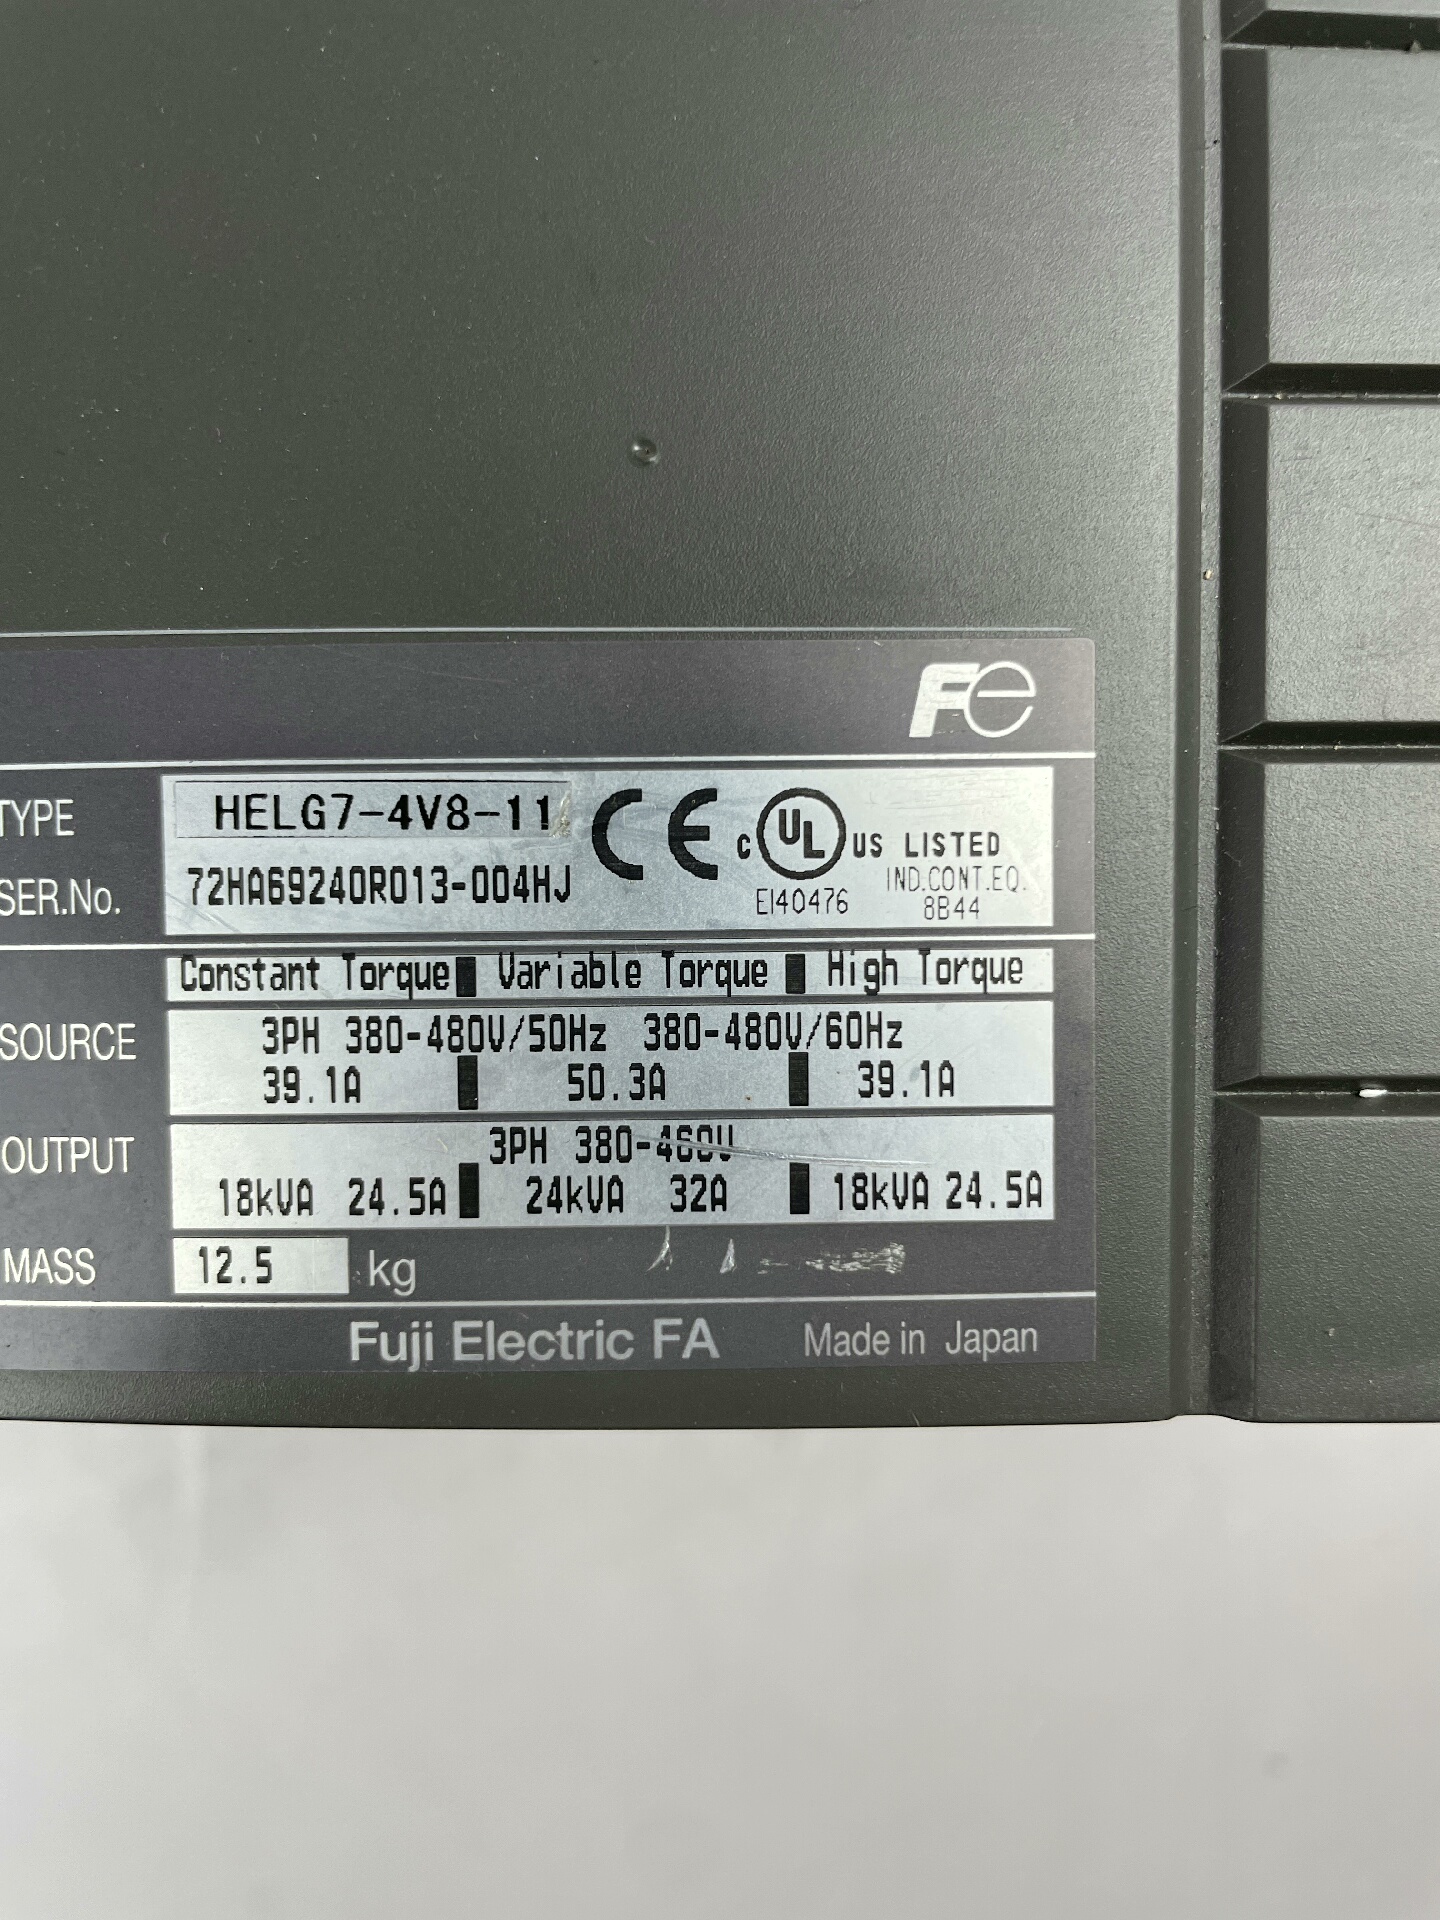 Fe
TYPE HELG7-4V8-11
SER.No. 72HA69240R013-004HJ
CE c UL US LISTED
E140476 IND.CONT.EQ.
8B44
Constant Torque Variable Torque High Torque
SOURCE 3PH 380-480V/50Hz 380-480V/60Hz
39.1A 50.3A 39.1A
OUTPUT 3PH 380-460V
18kVA 24.5A 24kVA 32A 18kVA 24.5A
MASS 12.5 kg
Fuji Electric FA Made in Japan